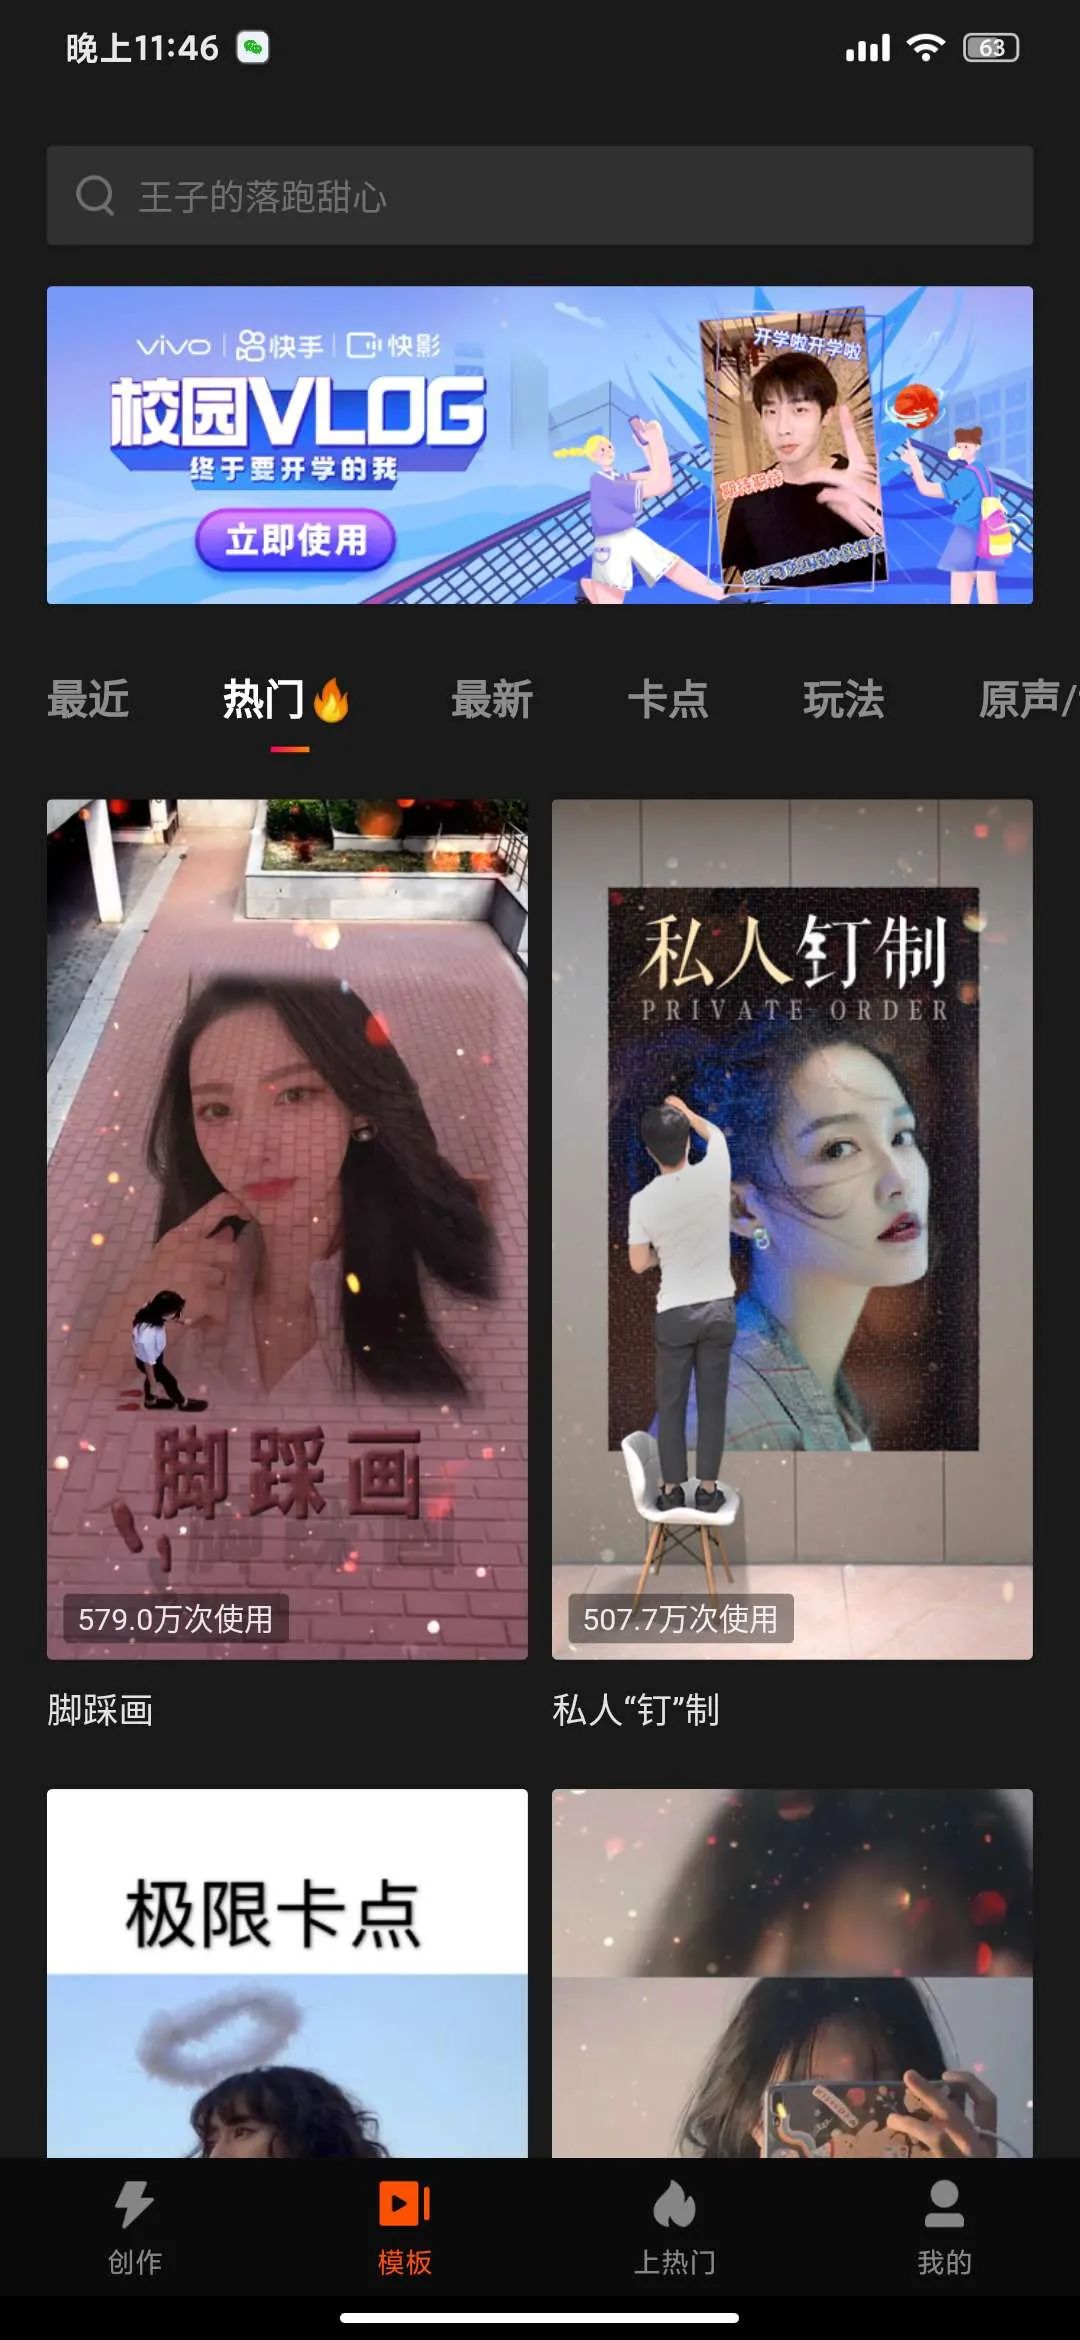 晚上11:46
63
王子的落跑甜心
vivo | 快手 | 快影
校园VLOG
终于要开学的我
立即使用
开学啦开学啦
期待期待
最近 热门🔥 最新 卡点 玩法 原声/
私人钉制
PRIVATE ORDER
脚踩画
579.0万次使用
507.7万次使用
脚踩画
私人“钉”制
极限卡点
创作 模板 上热门 我的